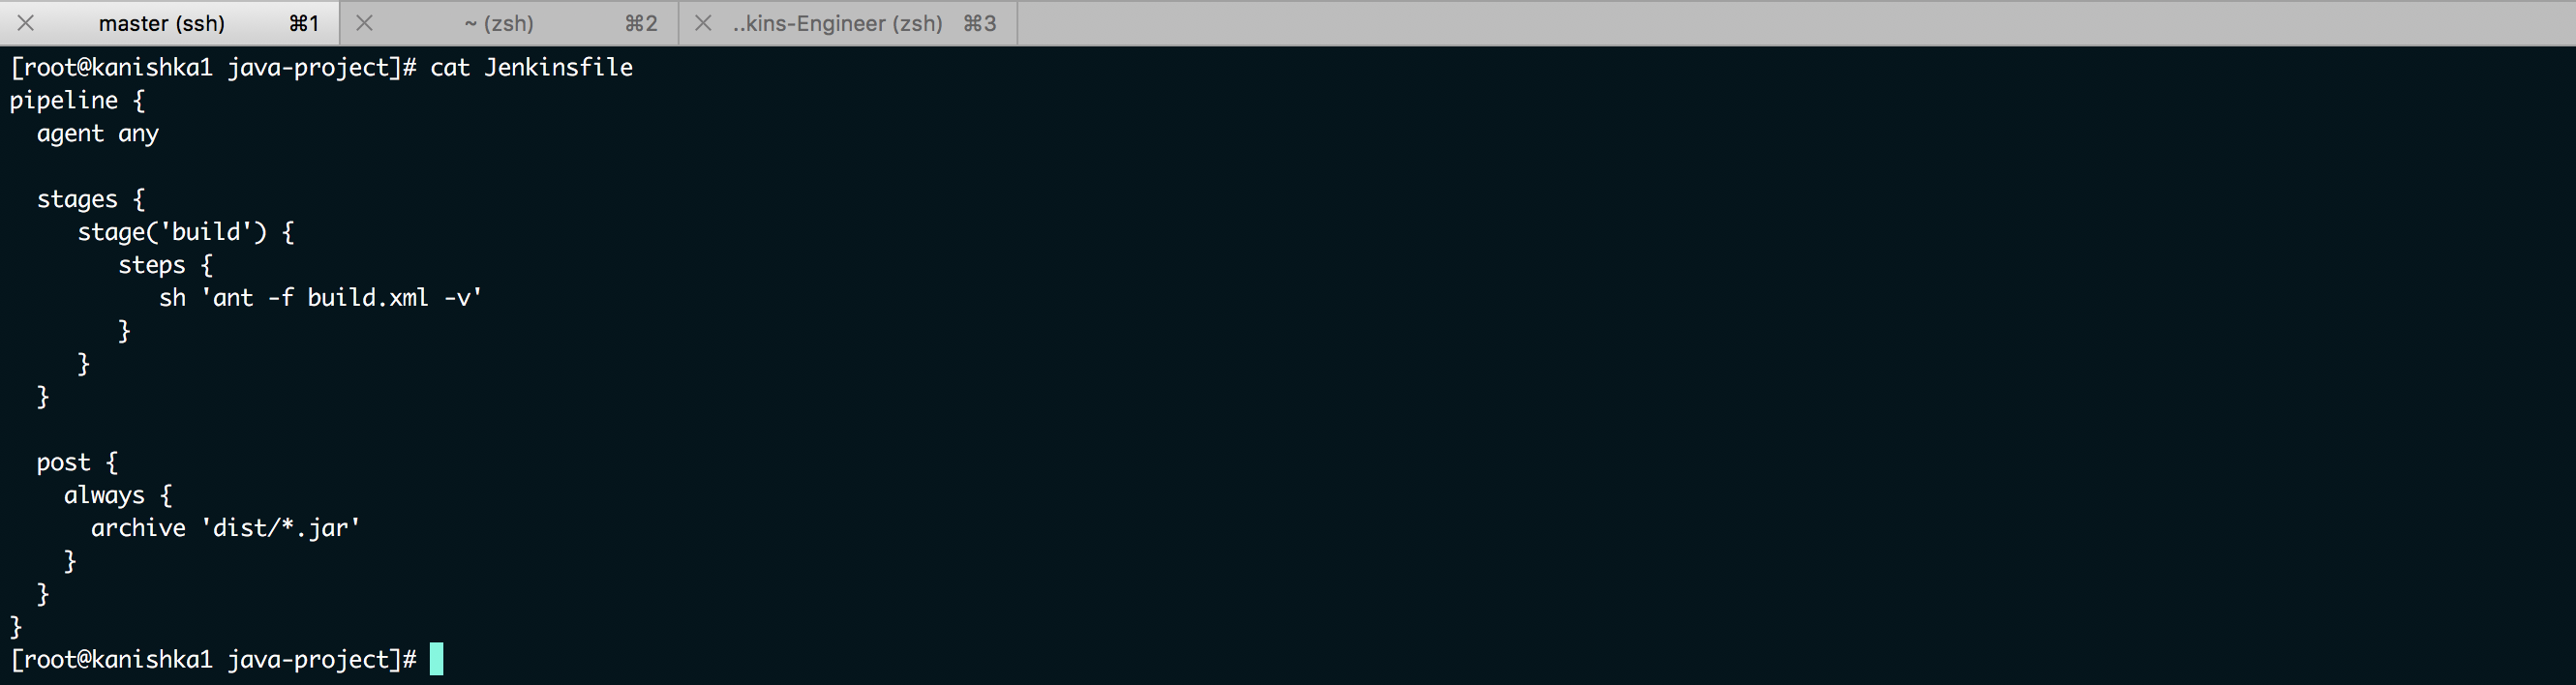 master (ssh) ⌘1 ~ (zsh) ⌘2 ..kins-Engineer (zsh) ⌘3
[root@kanishka1 java-project]# cat Jenkinsfile
pipeline {
  agent any

  stages {
     stage('build') {
        steps {
           sh 'ant -f build.xml -v'
        }
     }
  }

  post {
    always {
      archive 'dist/*.jar'
    }
  }
}
[root@kanishka1 java-project]#